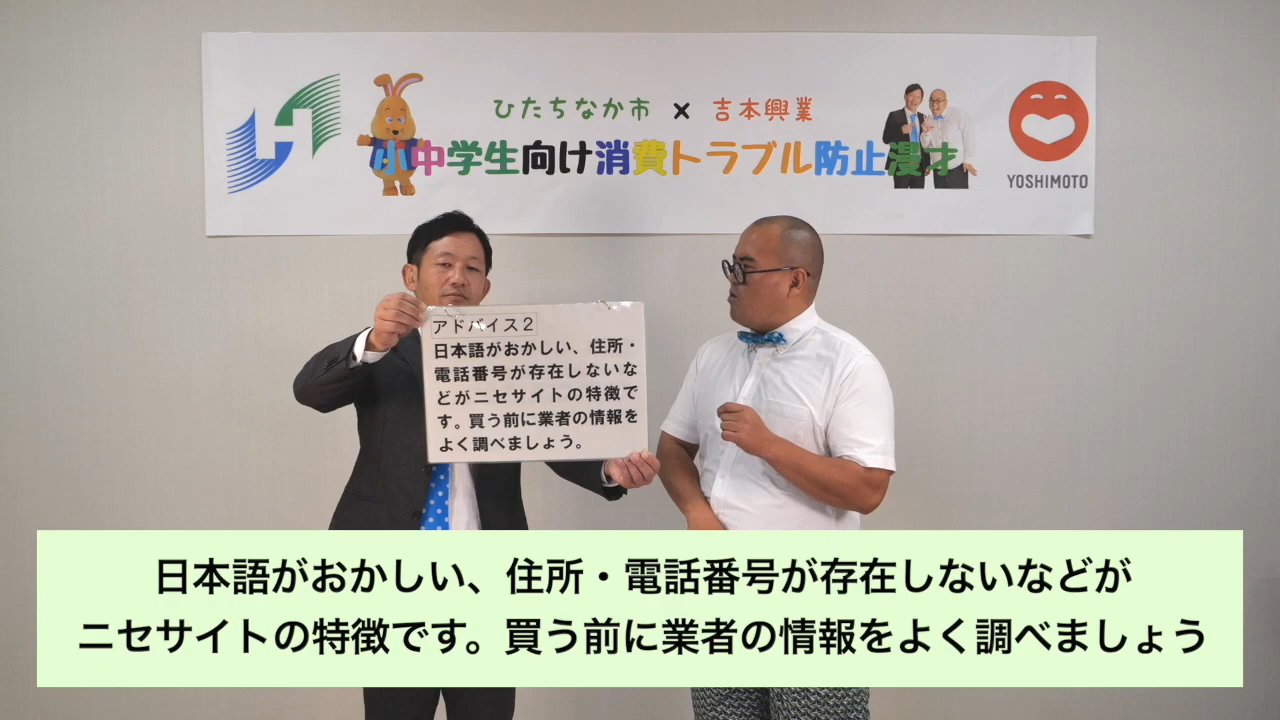 ひたちなか市 × 吉本興業
小中学生向け消費トラブル防止漫才
YOSHIMOTO
アドバイス2
日本語がおかしい、住所・
電話番号が存在しないな
どがニセサイトの特徴で
す。買う前に業者の情報を
よく調べましょう。
日本語がおかしい、住所・電話番号が存在しないなどが
ニセサイトの特徴です。買う前に業者の情報をよく調べましょう